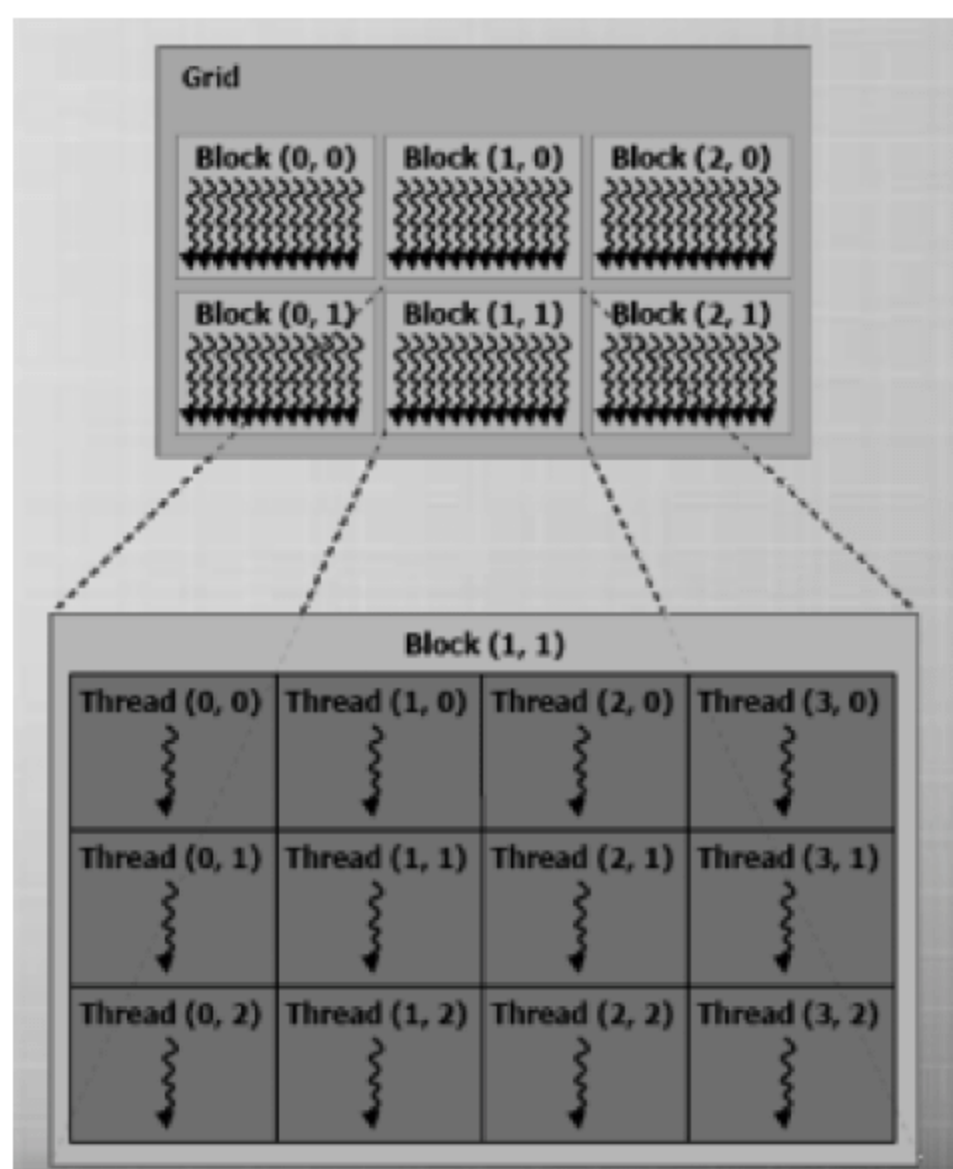 Grid
Block (0, 0) Block (1, 0) Block (2, 0)
Block (0, 1) Block (1, 1) Block (2, 1)
Block (1, 1)
Thread (0, 0) Thread (1, 0) Thread (2, 0) Thread (3, 0)
Thread (0, 1) Thread (1, 1) Thread (2, 1) Thread (3, 1)
Thread (0, 2) Thread (1, 2) Thread (2, 2) Thread (3, 2)